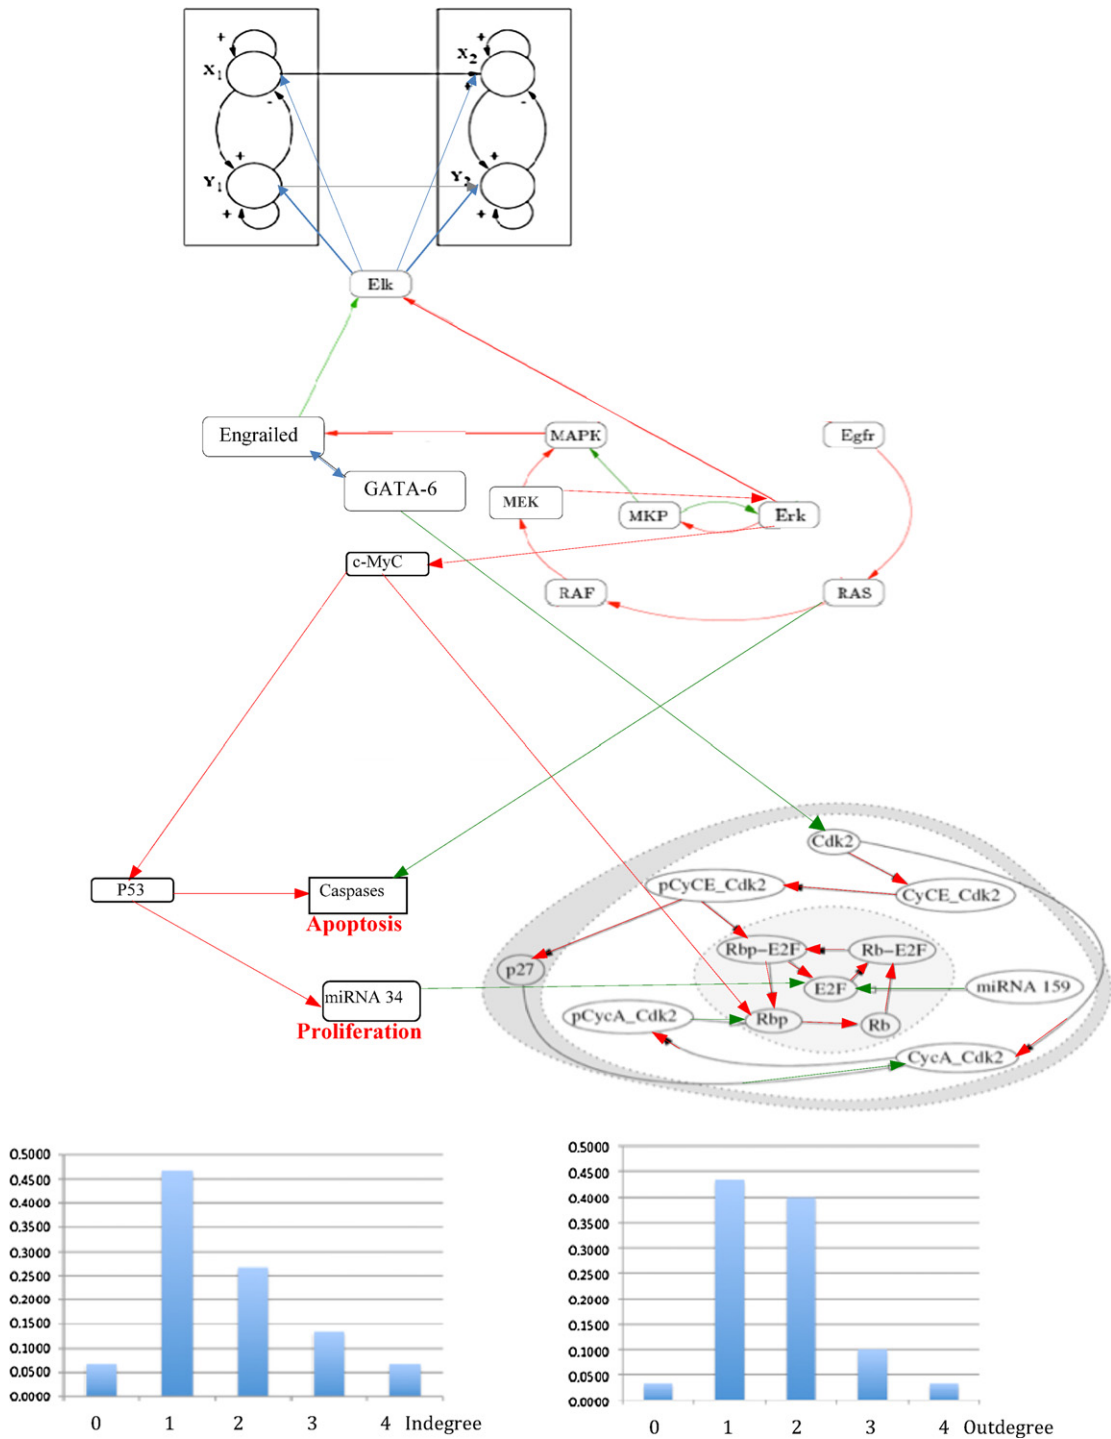 + +
X1 X2
+
- -
+ +
Y1 Y2
+ +
Elk
Engrailed
MAPK
Egfr
GATA-6
MEK
MKP
Erk
c-MyC
RAF
RAS
Cdk2
P53
Caspases
Apoptosis
pCyCE_Cdk2
CyCE_Cdk2
Rbp-E2F
Rb-E2F
p27
E2F
miRNA 159
miRNA 34
Proliferation
pCycA_Cdk2
Rbp
Rb
CycA_Cdk2
0.5000
0.4500
0.4000
0.3500
0.3000
0.2500
0.2000
0.1500
0.1000
0.0500
0.0000
0 1 2 3 4 Indegree
0.5000
0.4500
0.4000
0.3500
0.3000
0.2500
0.2000
0.1500
0.1000
0.0500
0.0000
0 1 2 3 4 Outdegree